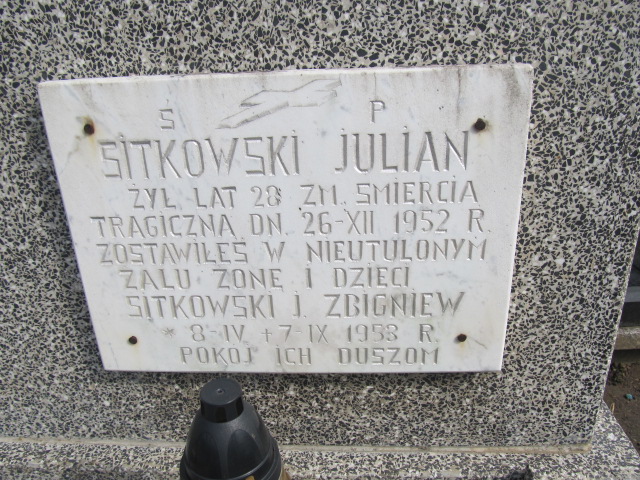 Ś P
SITKOWSKI JULIAN
ŻYŁ LAT 28 ZM. ŚMIERCIĄ
TRAGICZNĄ DN. 26-XII 1952 R.
ZOSTAWIŁEŚ W NIEUTULONYM
ŻALU ŻONĘ I DZIECI
SITKOWSKI J. ZBIGNIEW
* 8-IV + 7-IX 1958 R.
POKÓJ ICH DUSZOM